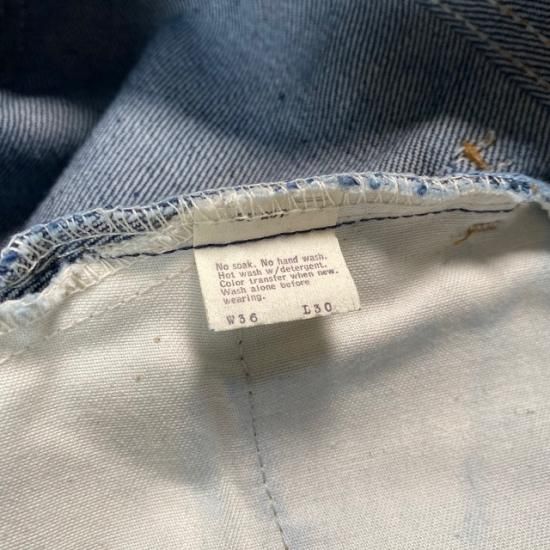 No soak. No hand wash.
Hot wash w/detergent.
Color transfer when new.
Wash alone before
wearing.
W36 L30